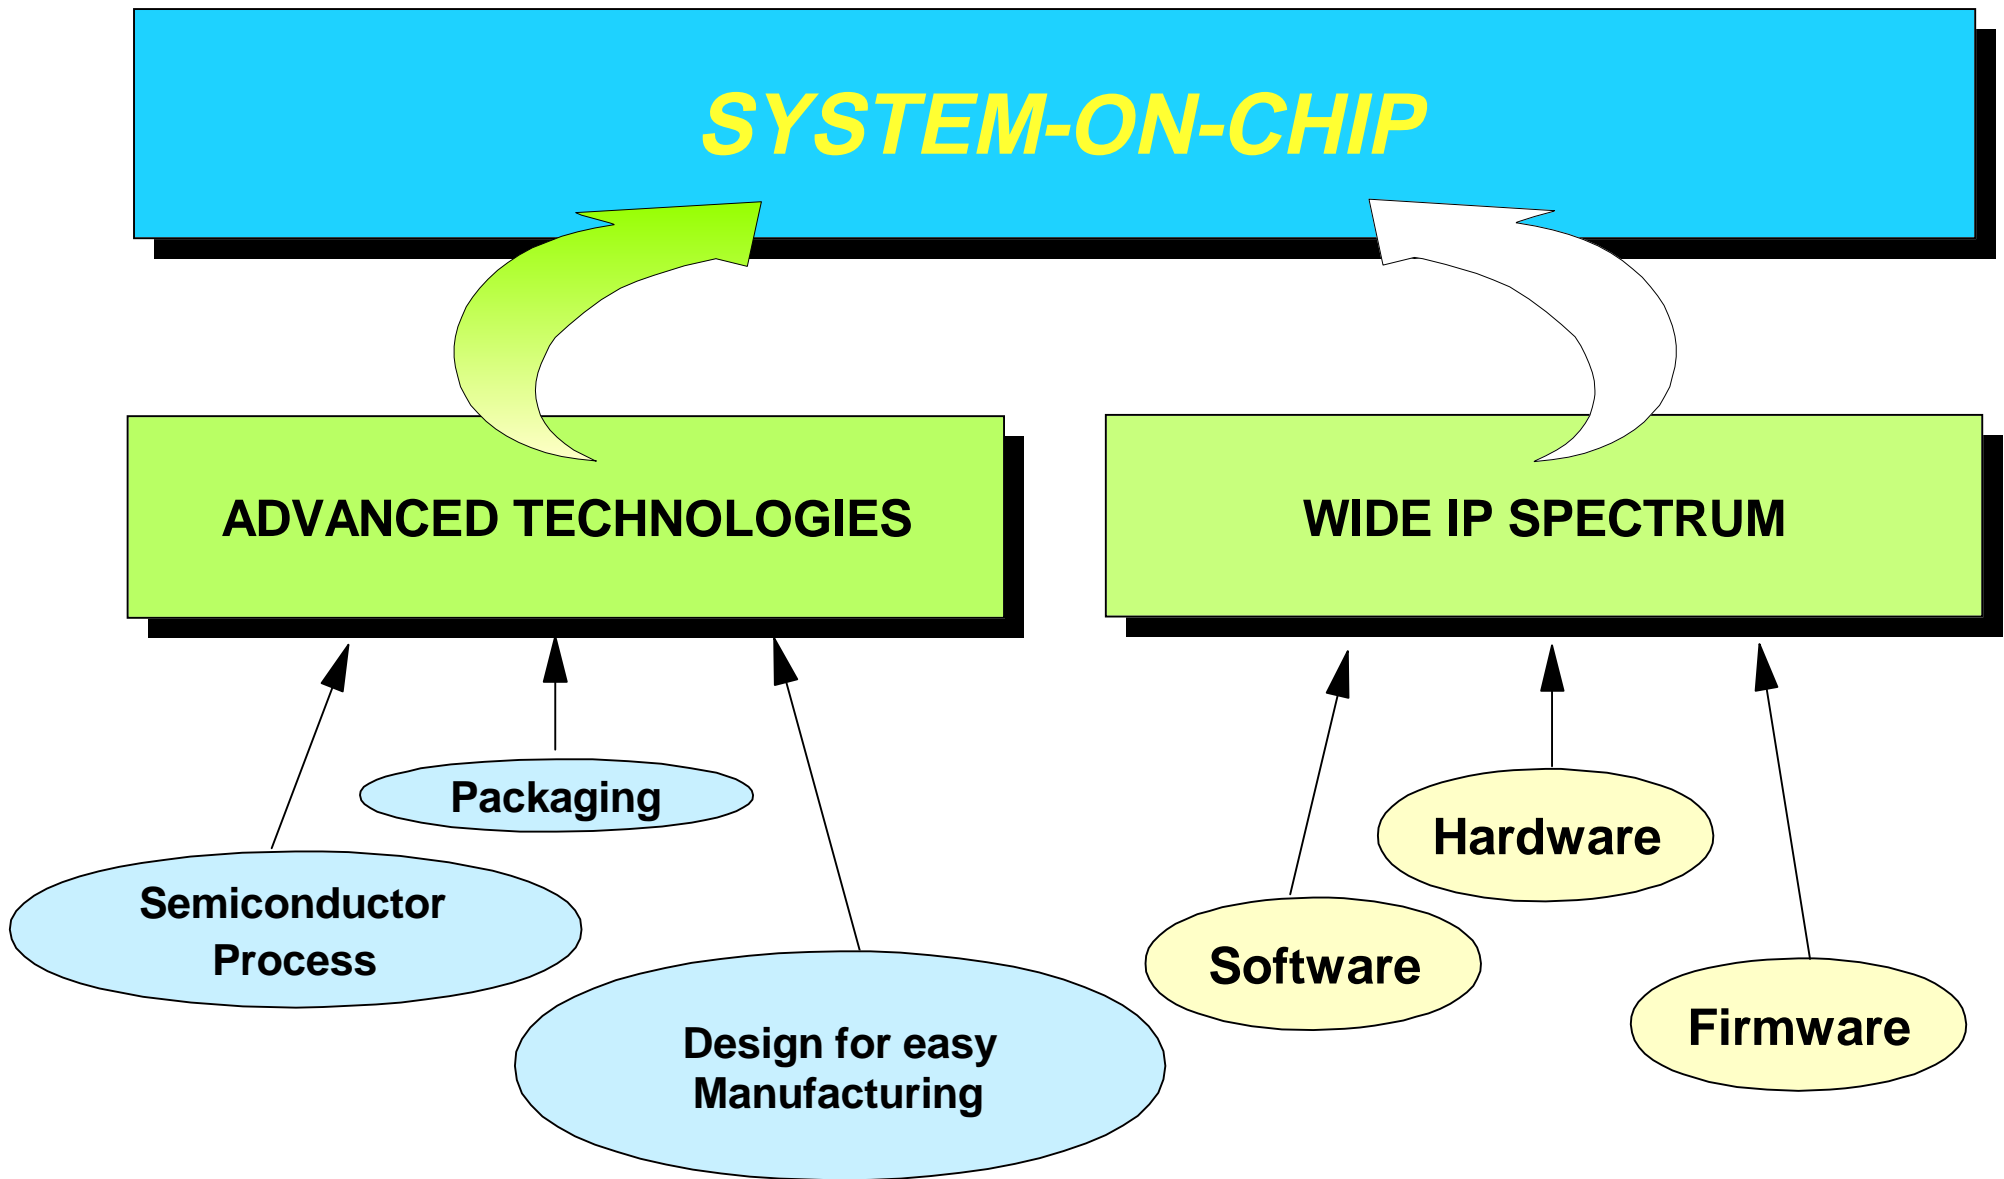 SYSTEM-ON-CHIP
ADVANCED TECHNOLOGIES
WIDE IP SPECTRUM
Packaging
Semiconductor
Process
Design for easy
Manufacturing
Hardware
Software
Firmware